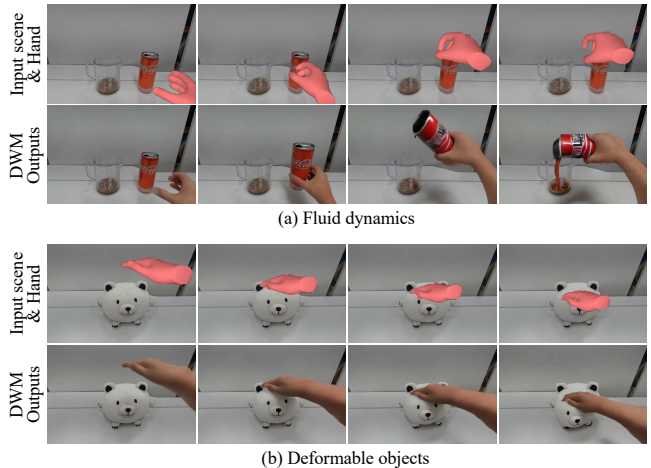 Input scene
& Hand
DWM
Outputs
(a) Fluid dynamics
Input scene
& Hand
DWM
Outputs
(b) Deformable objects